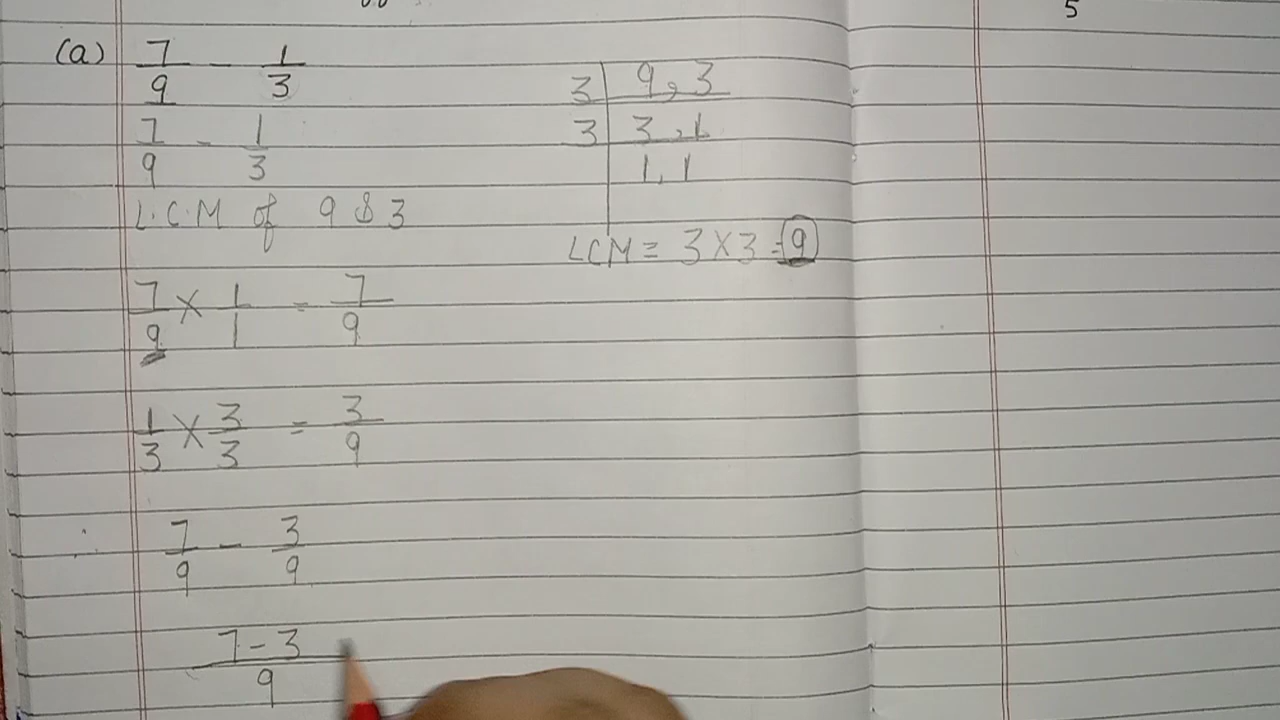 5
(a) 7/9 - 1/3
7/9 - 1/3
L.C.M of 9 & 3
7/9 × 1/1 = 7/9
1/3 × 3/3 = 3/9
∴ 7/9 - 3/9
7-3/9
3 | 9, 3
3 | 3, 1
1, 1
LCM = 3 × 3 = 9